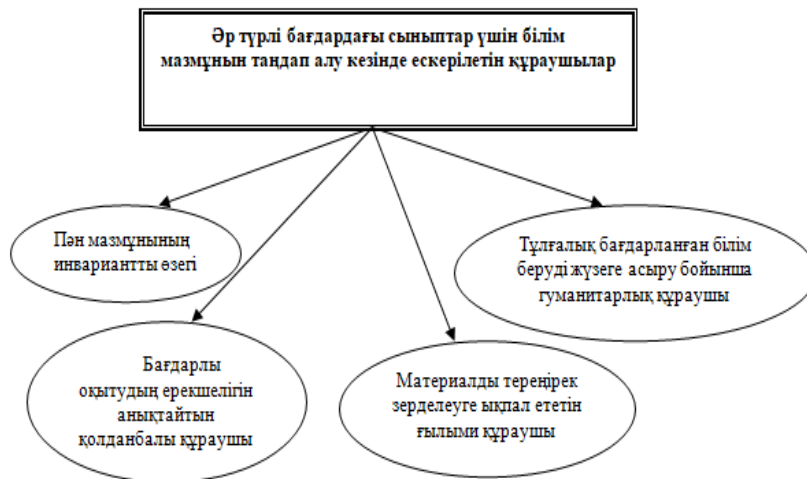 Әр түрлі бағдардағы сыныптар үшін білім
мазмұнын таңдап алу кезінде ескерілетін құраушылар
Пән мазмұнының
инвариантты өзегі
Тұлғалық бағдарланған білім
беруді жүзеге асыру бойынша
гуманитарлық құраушы
Бағдарлы
оқытудың ерекшелігін
анықтайтын
қолданбалы құраушы
Материалды тереңірек
зерделеуге ықпал ететін
ғылыми құраушы